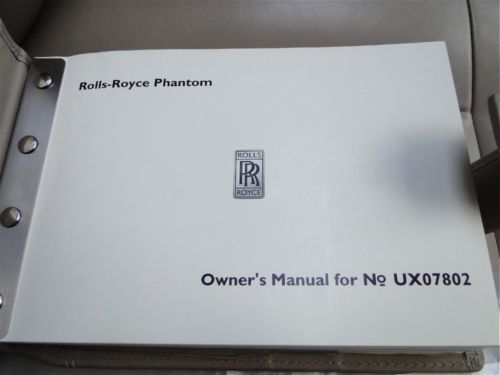 Rolls-Royce Phantom
ROLLS
RR
ROYCE
Owner's Manual for № UX07802